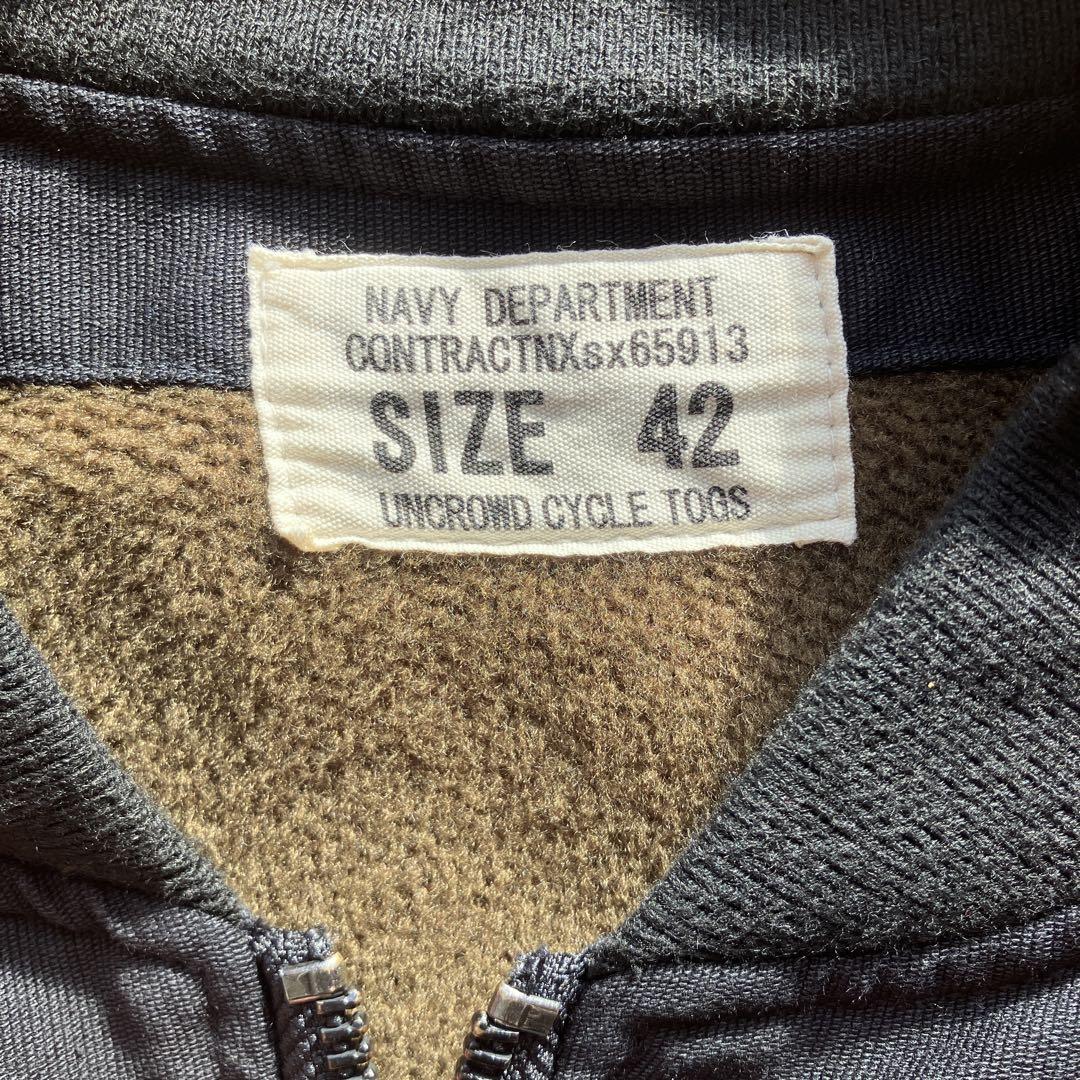 NAVY DEPARTMENT
CONTRACTNXsx65913
SIZE 42
UNCROWD CYCLE TOGS